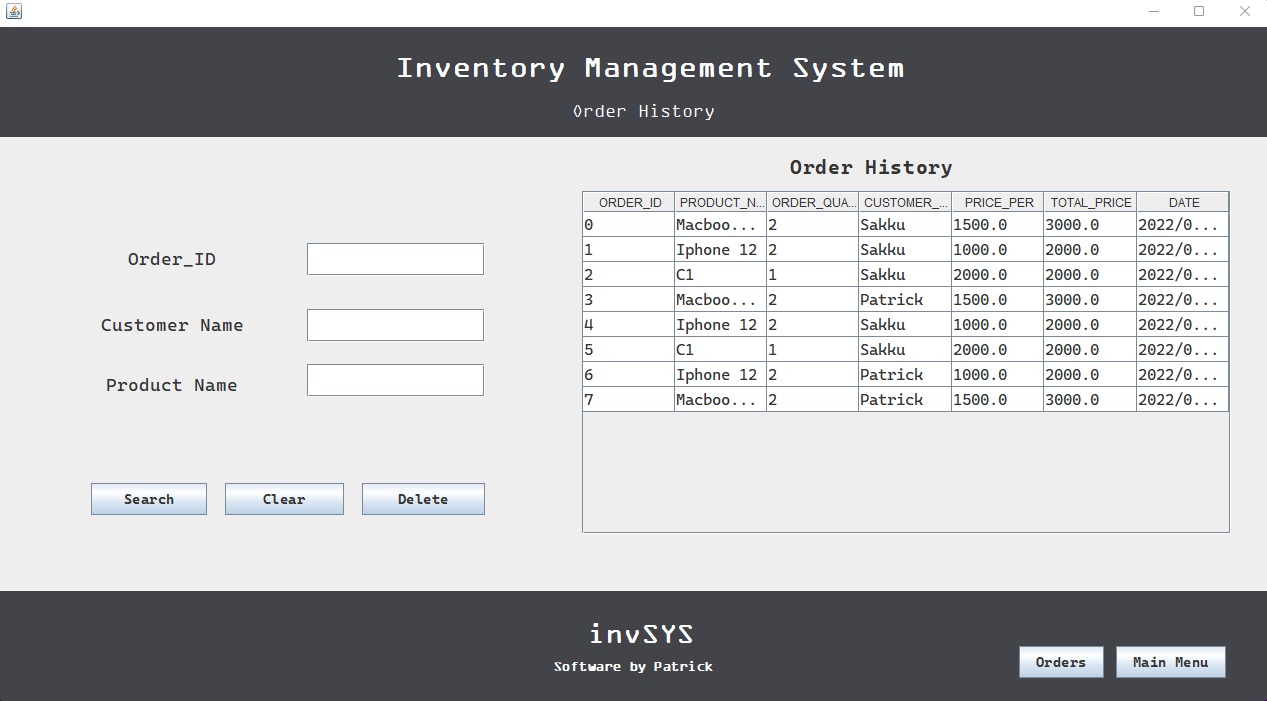 Inventory Management System
Order History
Order History
ORDER_ID PRODUCT_N... ORDER_QUA... CUSTOMER_... PRICE_PER TOTAL_PRICE DATE
0 Macboo... 2 Sakku 1500.0 3000.0 2022/0...
1 Iphone 12 2 Sakku 1000.0 2000.0 2022/0...
2 C1 1 Sakku 2000.0 2000.0 2022/0...
3 Macboo... 2 Patrick 1500.0 3000.0 2022/0...
4 Iphone 12 2 Sakku 1000.0 2000.0 2022/0...
5 C1 1 Sakku 2000.0 2000.0 2022/0...
6 Iphone 12 2 Patrick 1000.0 2000.0 2022/0...
7 Macboo... 2 Patrick 1500.0 3000.0 2022/0...
Order_ID
Customer Name
Product Name
Search Clear Delete
invSYS
Software by Patrick
Orders Main Menu